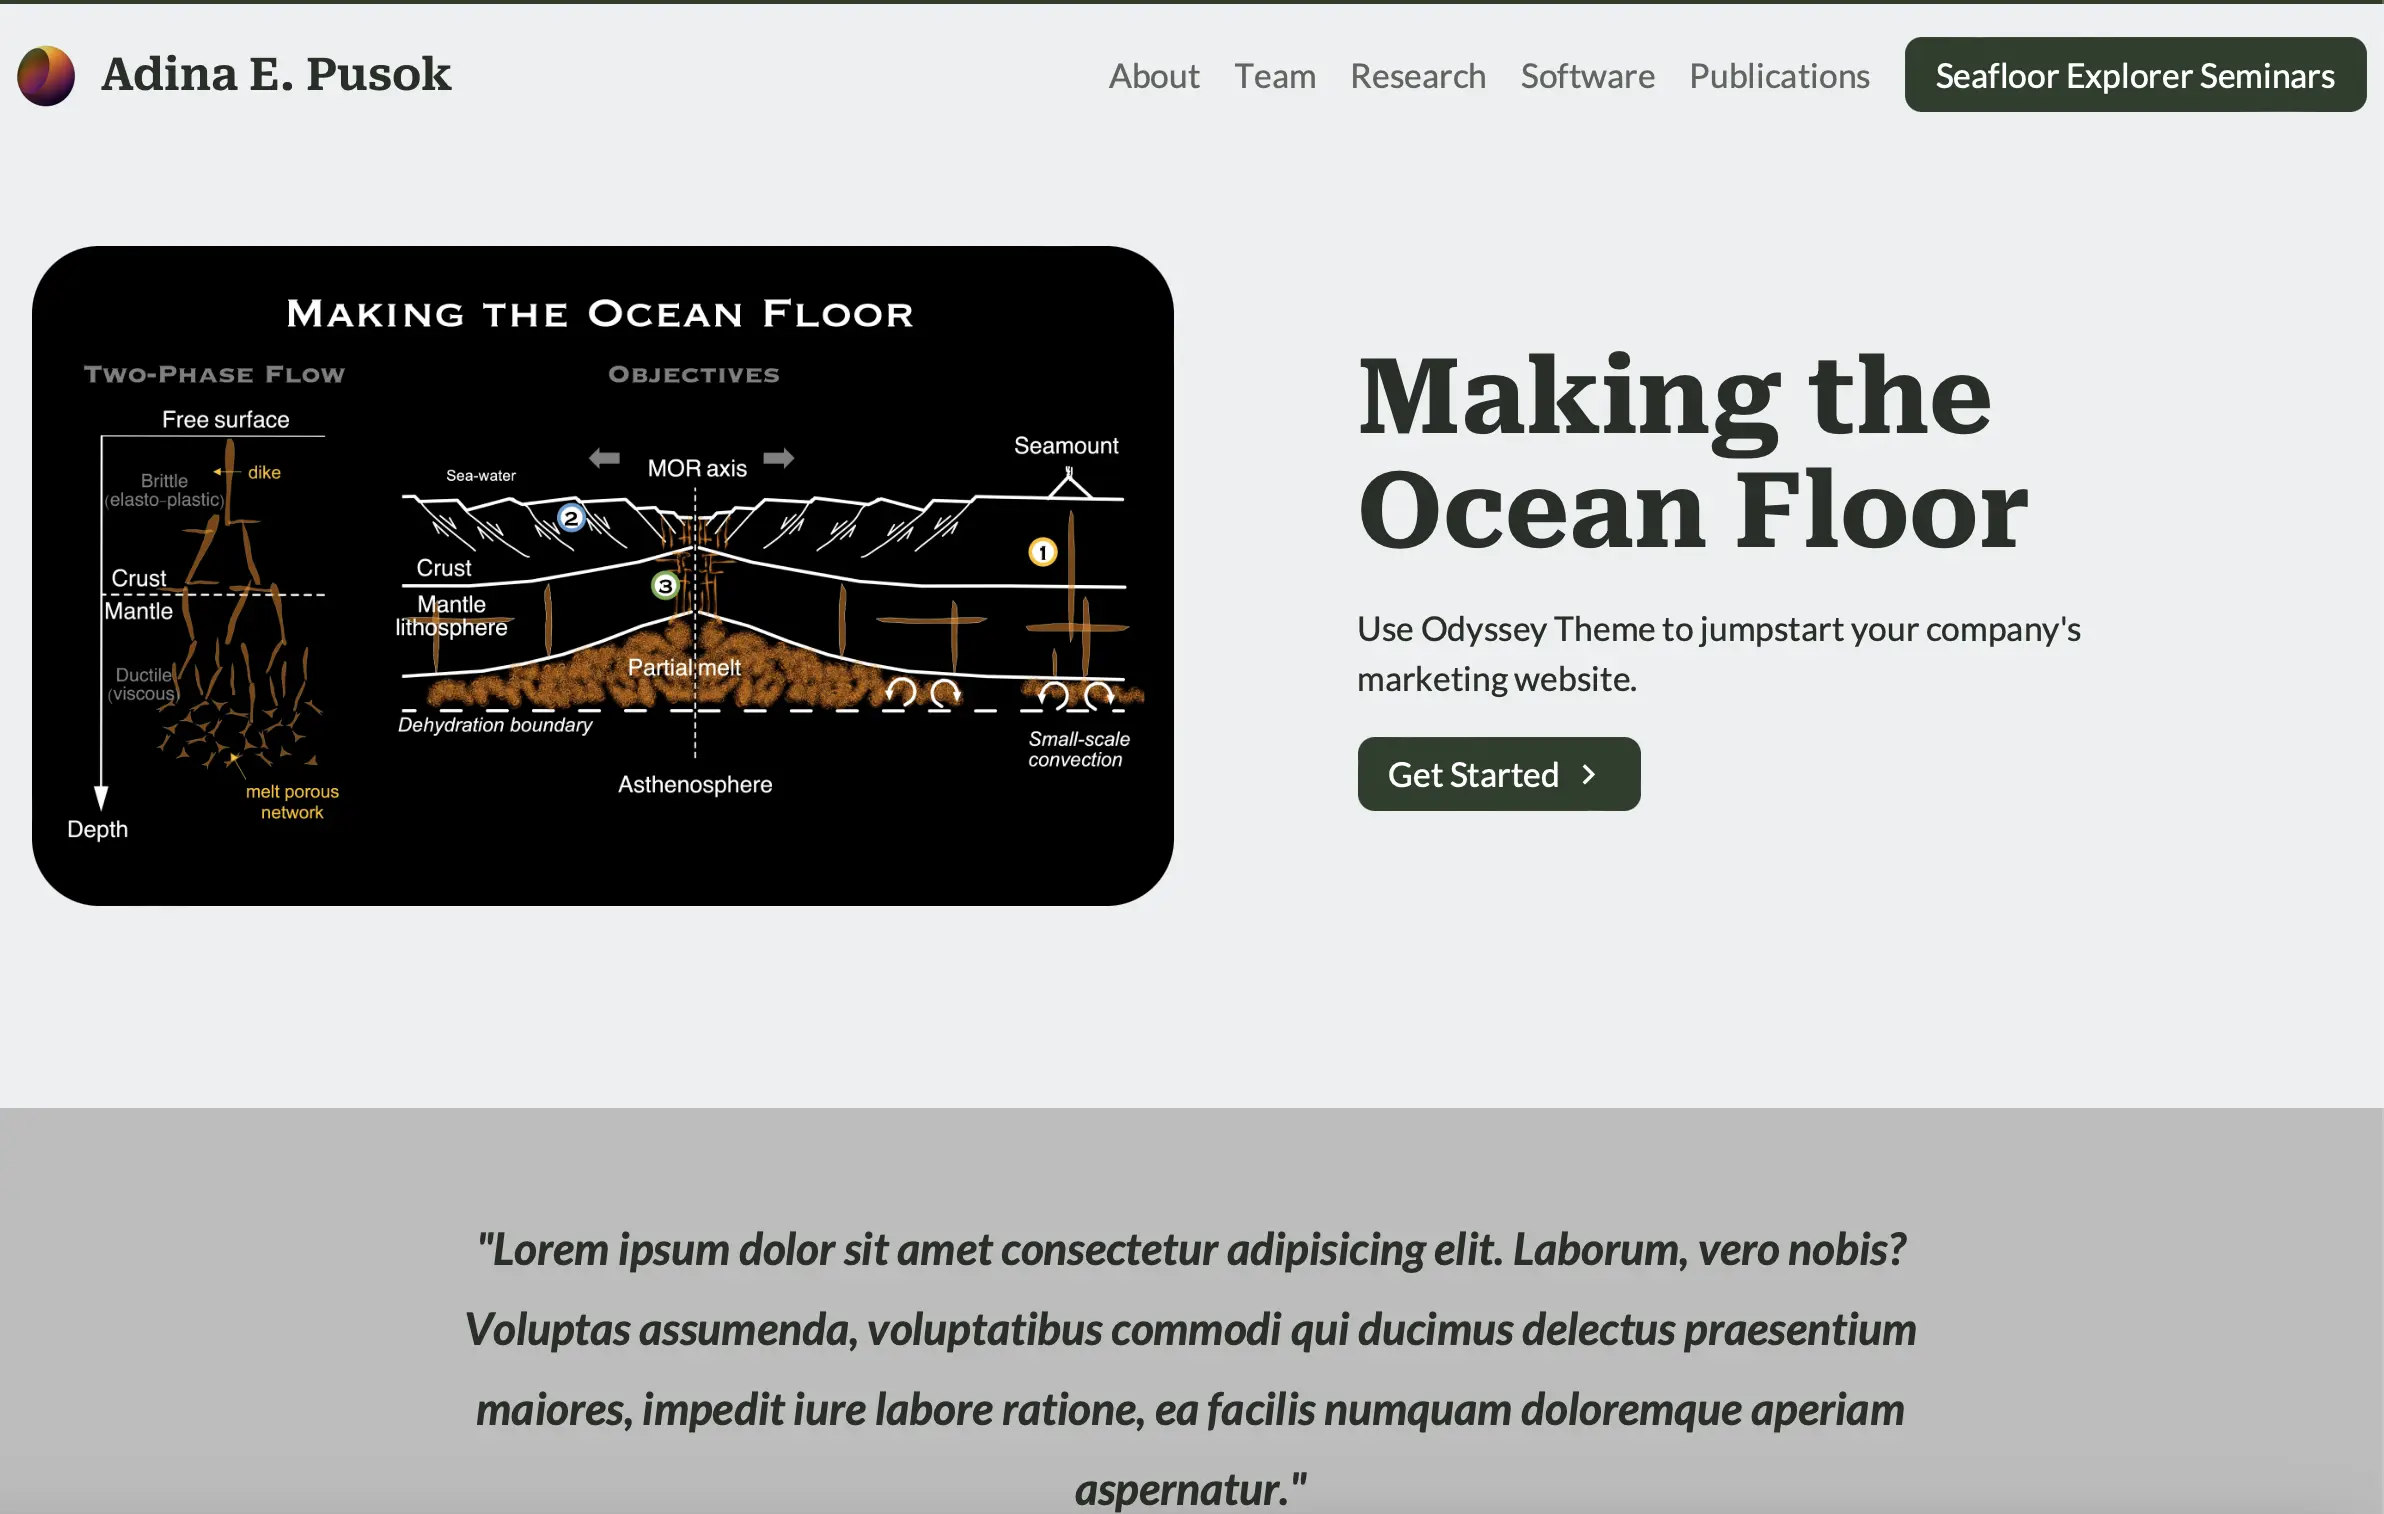 Adina E. Pusok
About Team Research Software Publications Seafloor Explorer Seminars
MAKING THE OCEAN FLOOR
TWO-PHASE FLOW
OBJECTIVES
Free surface
Brittle
(elasto-plastic)
dike
Crust
Mantle
Ductile
(viscous)
melt porous
network
Depth
Sea-water
MOR axis
Seamount
2
1
Crust
3
Mantle
lithosphere
Partial melt
Dehydration boundary
Small-scale
convection
Asthenosphere
Making the
Ocean Floor
Use Odyssey Theme to jumpstart your company's
marketing website.
Get Started
"Lorem ipsum dolor sit amet consectetur adipisicing elit. Laborum, vero nobis?
Voluptas assumenda, voluptatibus commodi qui ducimus delectus praesentium
maiores, impedit iure labore ratione, ea facilis numquam doloremque aperiam
aspernatur."